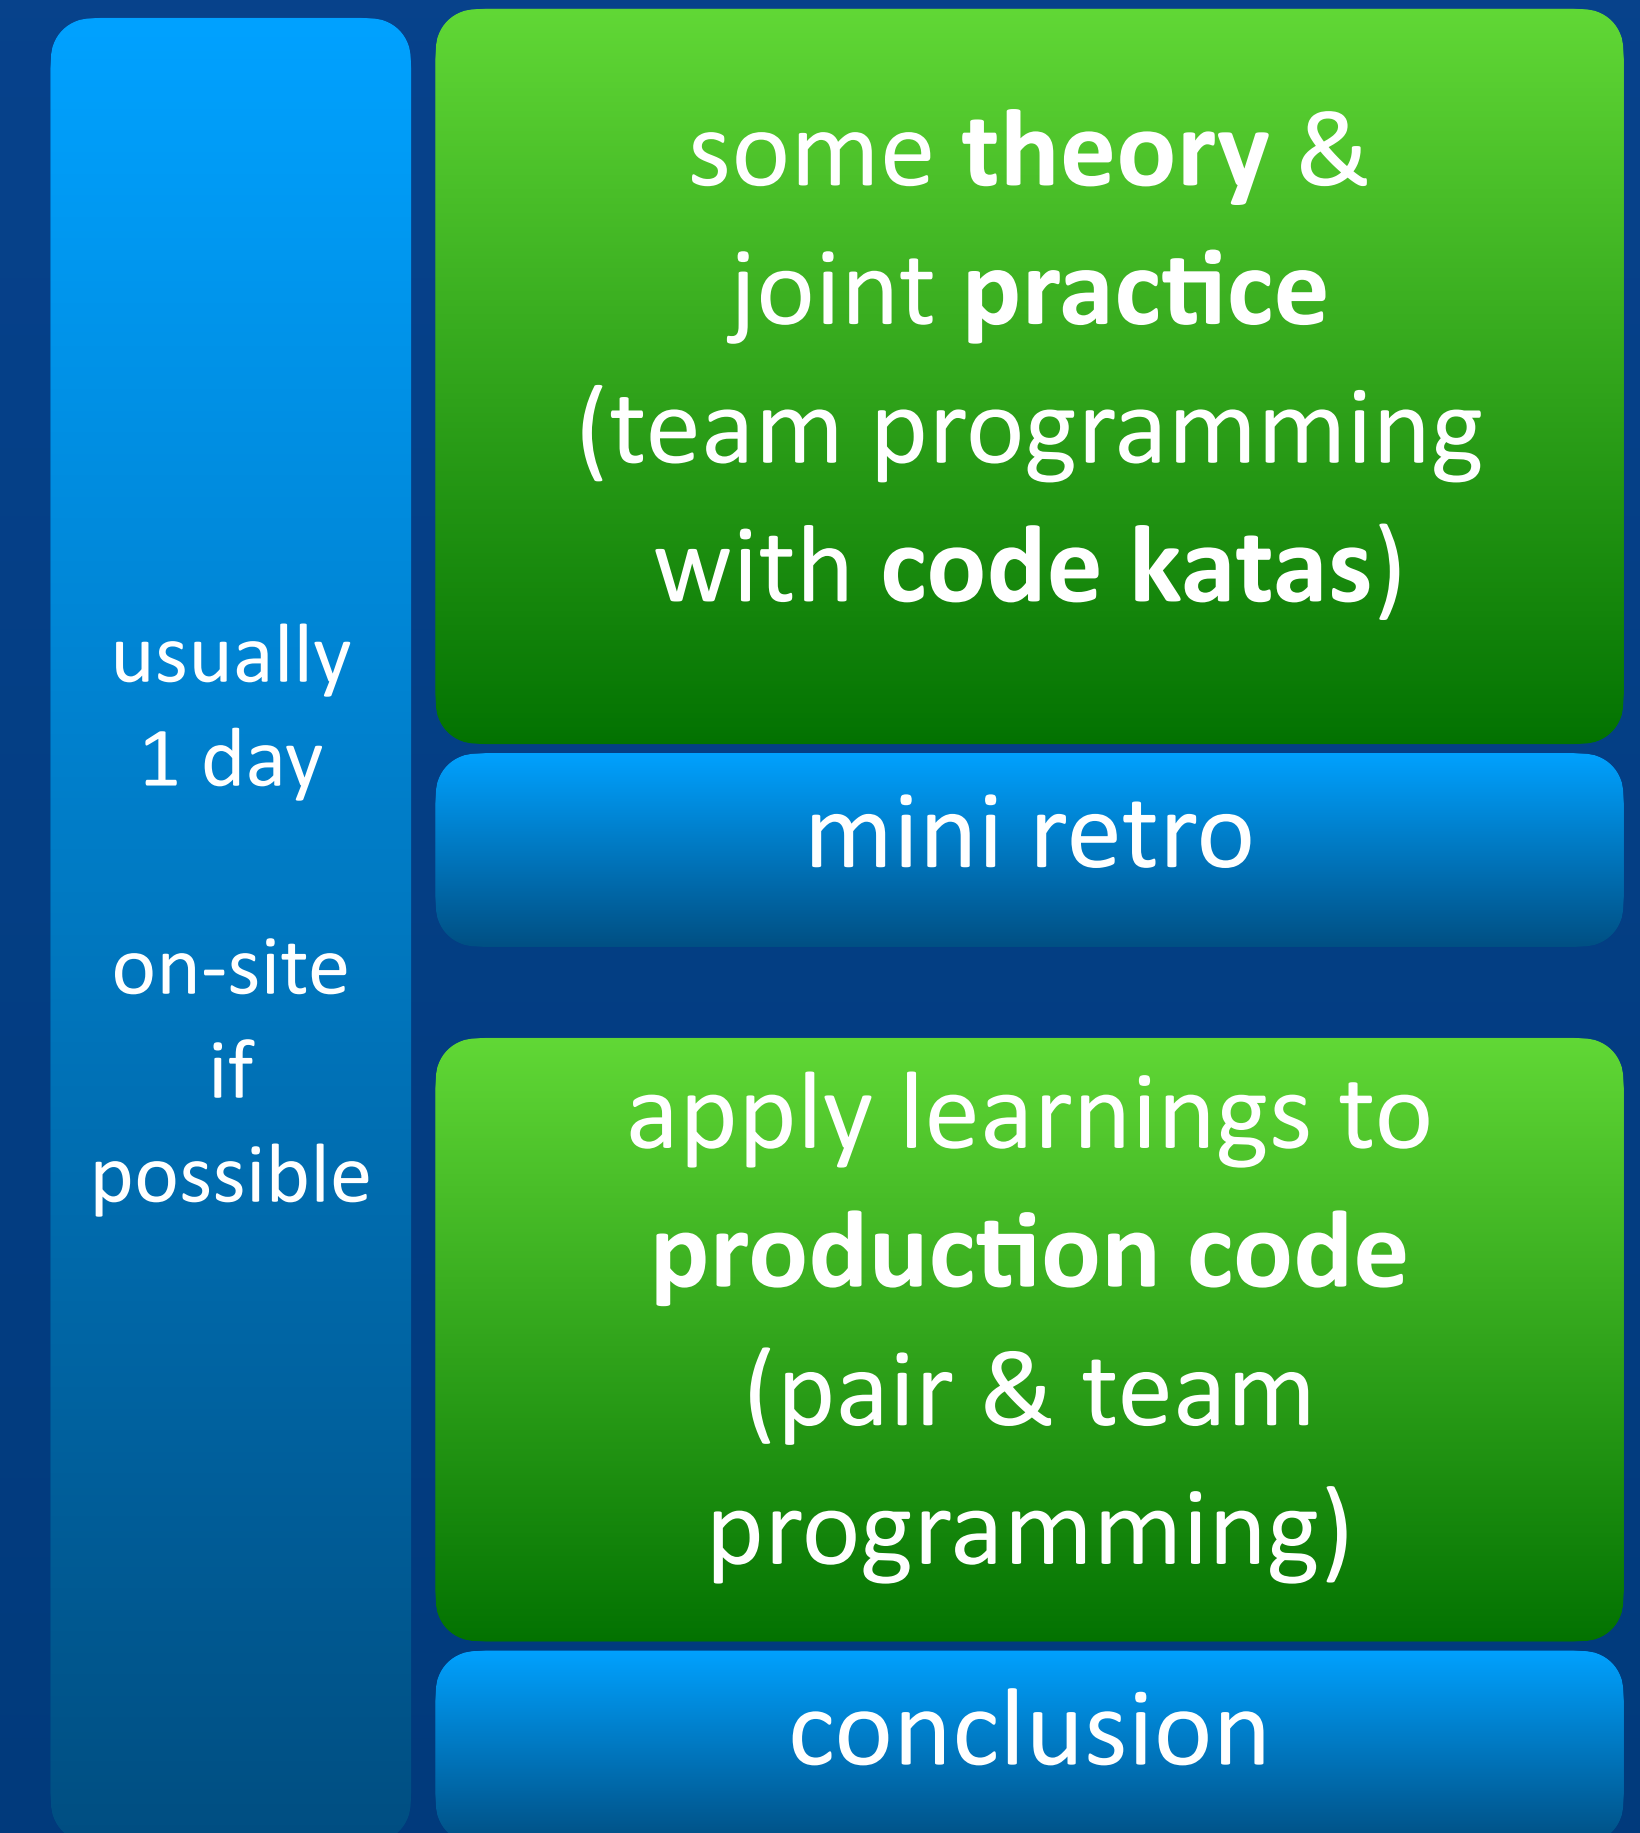 usually
1 day
on-site
if
possible
some theory &
joint practice
(team programming
with code katas)
mini retro
apply learnings to
production code
(pair & team
programming)
conclusion